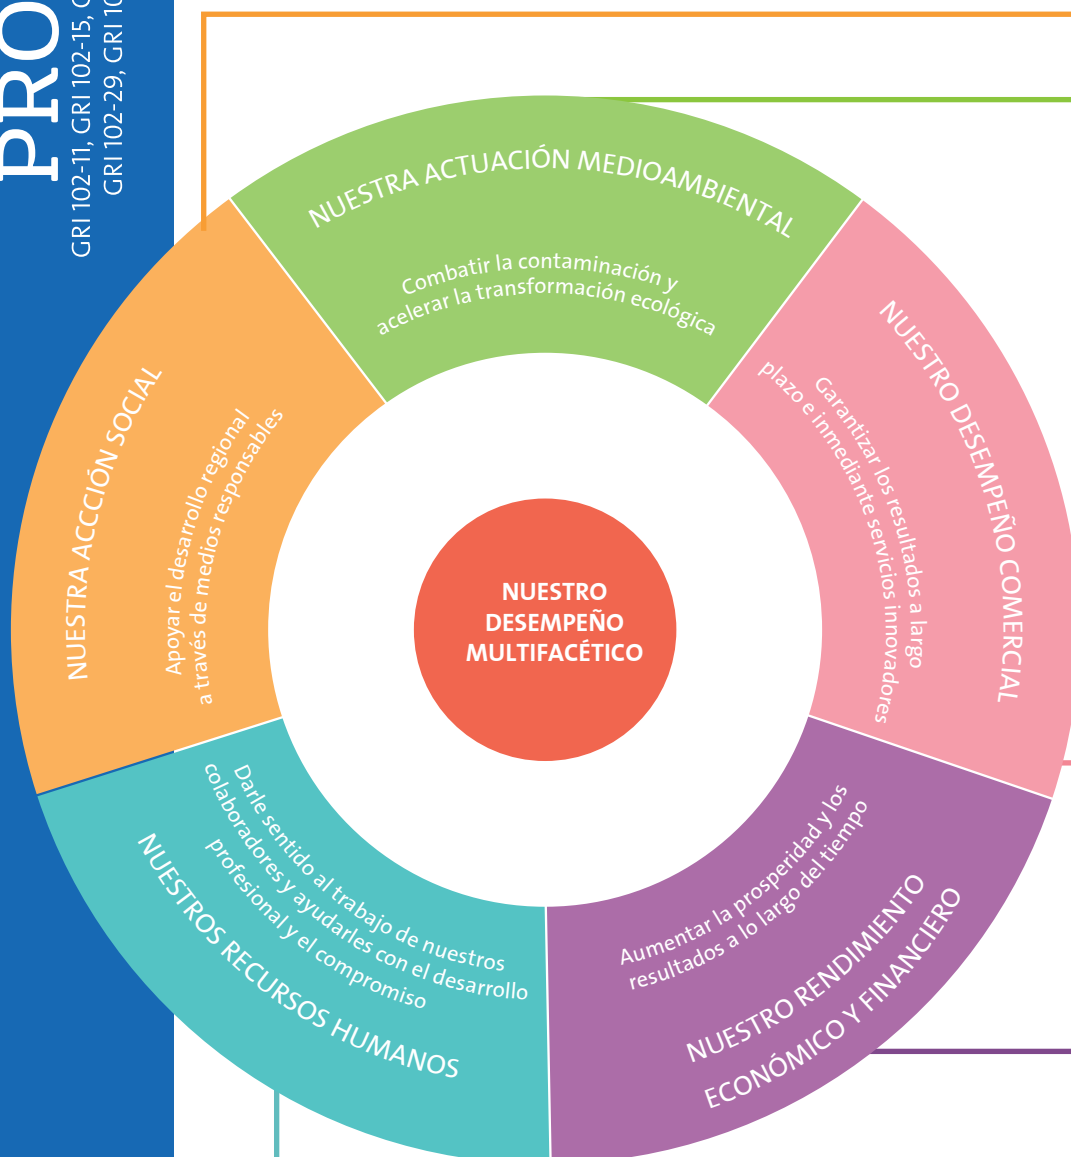 PRO
GRI 102-11, GRI 102-15,
GRI 102-29, GRI
NUESTRA ACTUACIÓN MEDIOAMBIENTAL
Combatir la contaminación y
acelerar la transformación ecológica
NUESTRO DESEMPEÑO COMERCIAL
Garantizar los resultados a largo
plazo e inmediante servicios innovadores
NUESTRO RENDIMIENTO
ECONÓMICO Y FINANCIERO
Aumentar la prosperidad y los
resultados a lo largo del tiempo
NUESTROS RECURSOS HUMANOS
Darle sentido al trabajo de nuestros
colaboradores y ayudarles con el desarrollo
profesional y el compromiso
NUESTRA ACCCIÓN SOCIAL
Apoyar el desarrollo regional
a través de medios responsables
NUESTRO
DESEMPEÑO
MULTIFACÉTICO